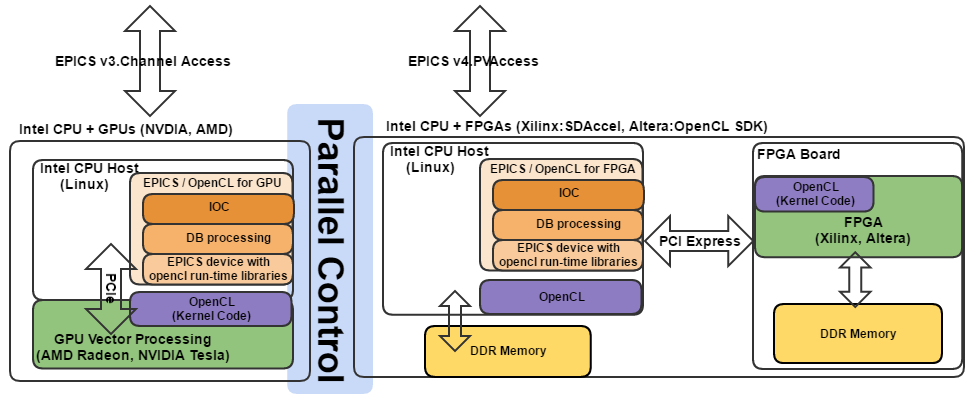 EPICS v3.Channel Access
Intel CPU + GPUs (NVDIA, AMD)
Intel CPU Host
(Linux)
EPICS / OpenCL for GPU
IOC
DB processing
EPICS device with
opencl run-time libraries
PCIe
OpenCL
(Kernel Code)
GPU Vector Processing
(AMD Radeon, NVIDIA Tesla)
Parallel Control
EPICS v4.PVAccess
Intel CPU + FPGAs (Xilinx:SDAccel, Altera:OpenCL SDK)
Intel CPU Host
(Linux)
EPICS / OpenCL for FPGA
IOC
DB processing
EPICS device with
opencl run-time libraries
OpenCL
DDR Memory
PCI Express
FPGA Board
OpenCL
(Kernel Code)
FPGA
(Xilinx, Altera)
DDR Memory